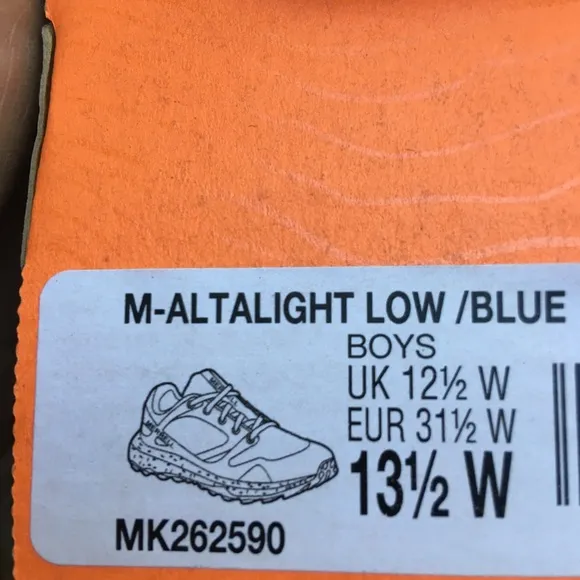 M-ALTALIGHT LOW /BLUE
BOYS
UK 12½ W
EUR 31½ W
13½ W
MK262590